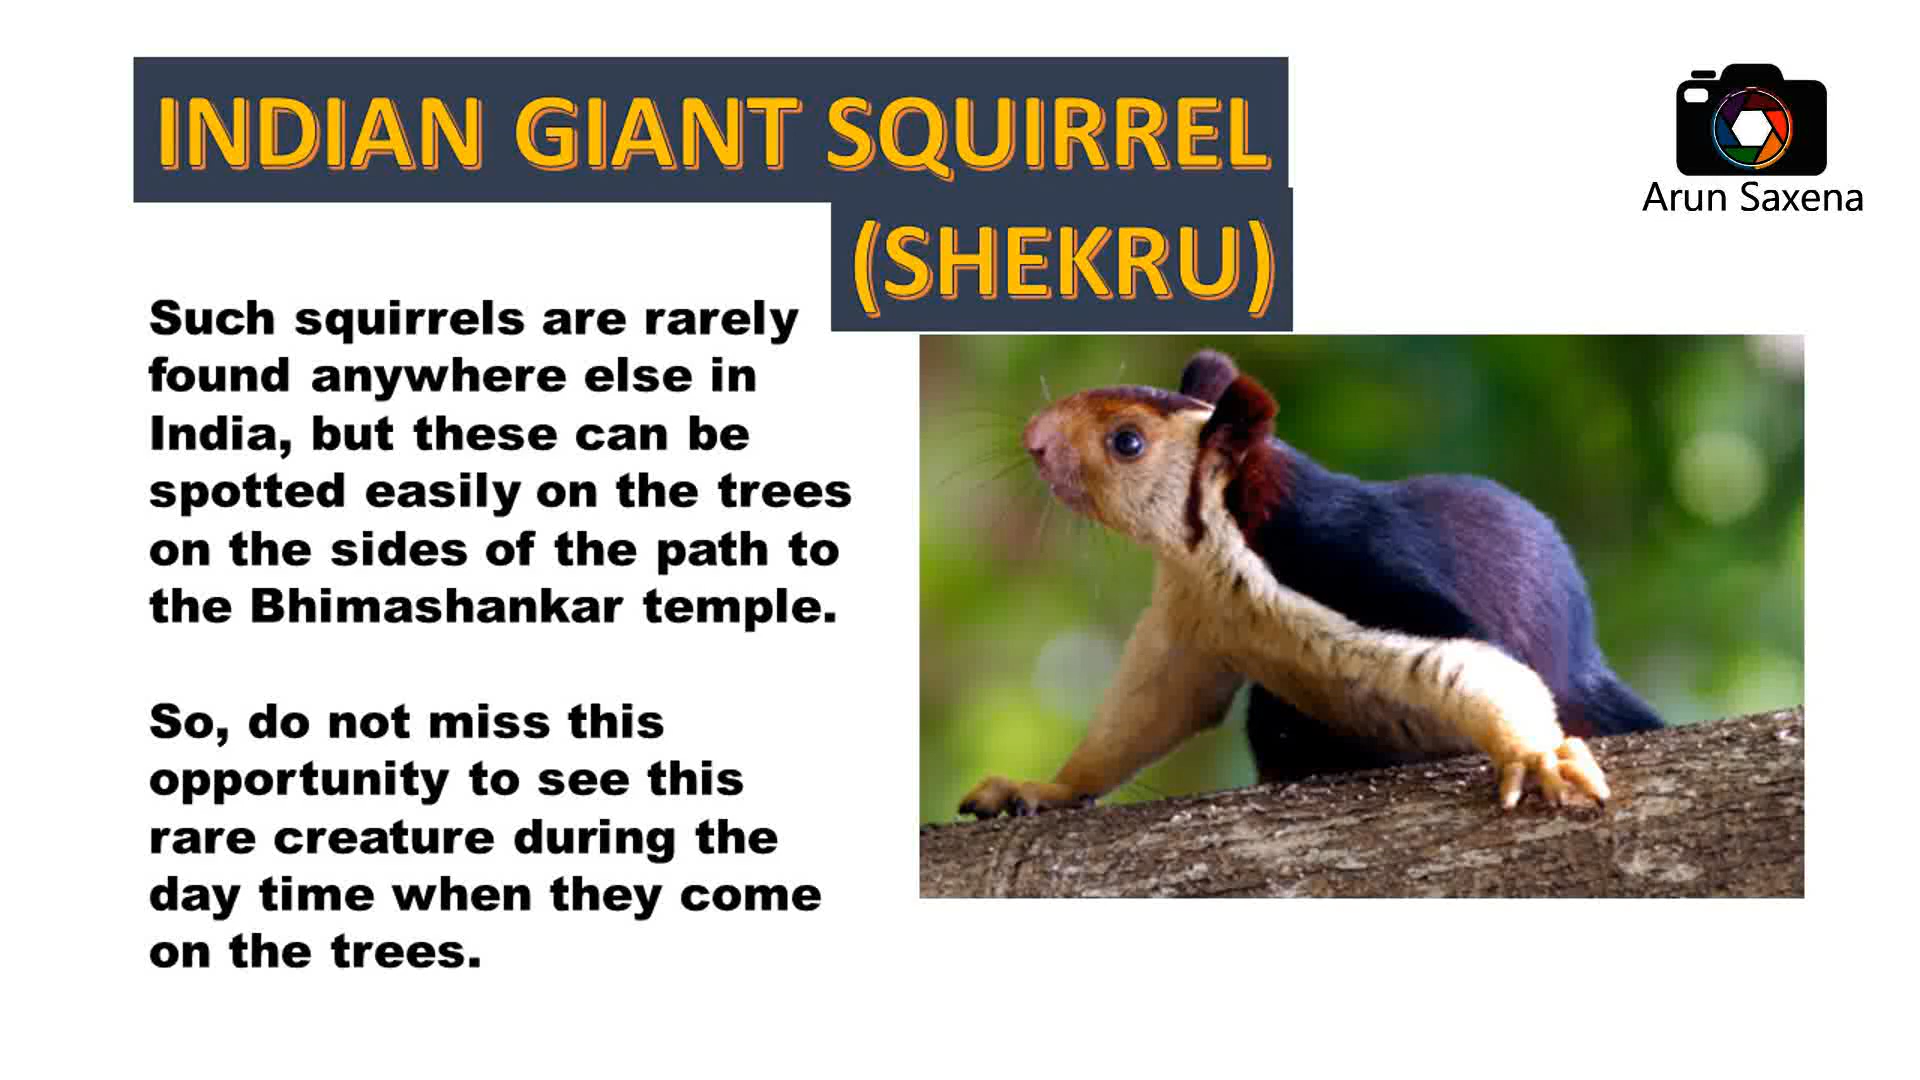 INDIAN GIANT SQUIRREL
(SHEKRU)
Arun Saxena
Such squirrels are rarely
found anywhere else in
India, but these can be
spotted easily on the trees
on the sides of the path to
the Bhimashankar temple.
So, do not miss this
opportunity to see this
rare creature during the
day time when they come
on the trees.